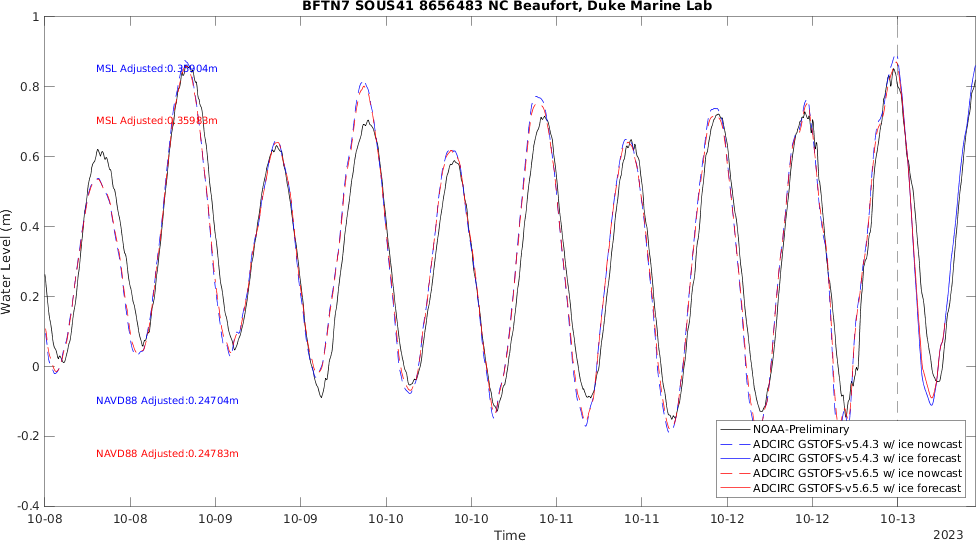 BFTN7 SOUS41 8656483 NC Beaufort, Duke Marine Lab
Water Level (m)
1
0.8
0.6
0.4
0.2
0
-0.2
-0.4
MSL Adjusted:0.35904m
MSL Adjusted:0.35983m
NAVD88 Adjusted:0.24704m
NAVD88 Adjusted:0.24783m
NOAA-Preliminary
ADCIRC GSTOFS-v5.4.3 w/ ice nowcast
ADCIRC GSTOFS-v5.4.3 w/ ice forecast
ADCIRC GSTOFS-v5.6.5 w/ ice nowcast
ADCIRC GSTOFS-v5.6.5 w/ ice forecast
10-08 10-08 10-09 10-09 10-10 10-10 10-11 10-11 10-12 10-12 10-13
Time
2023